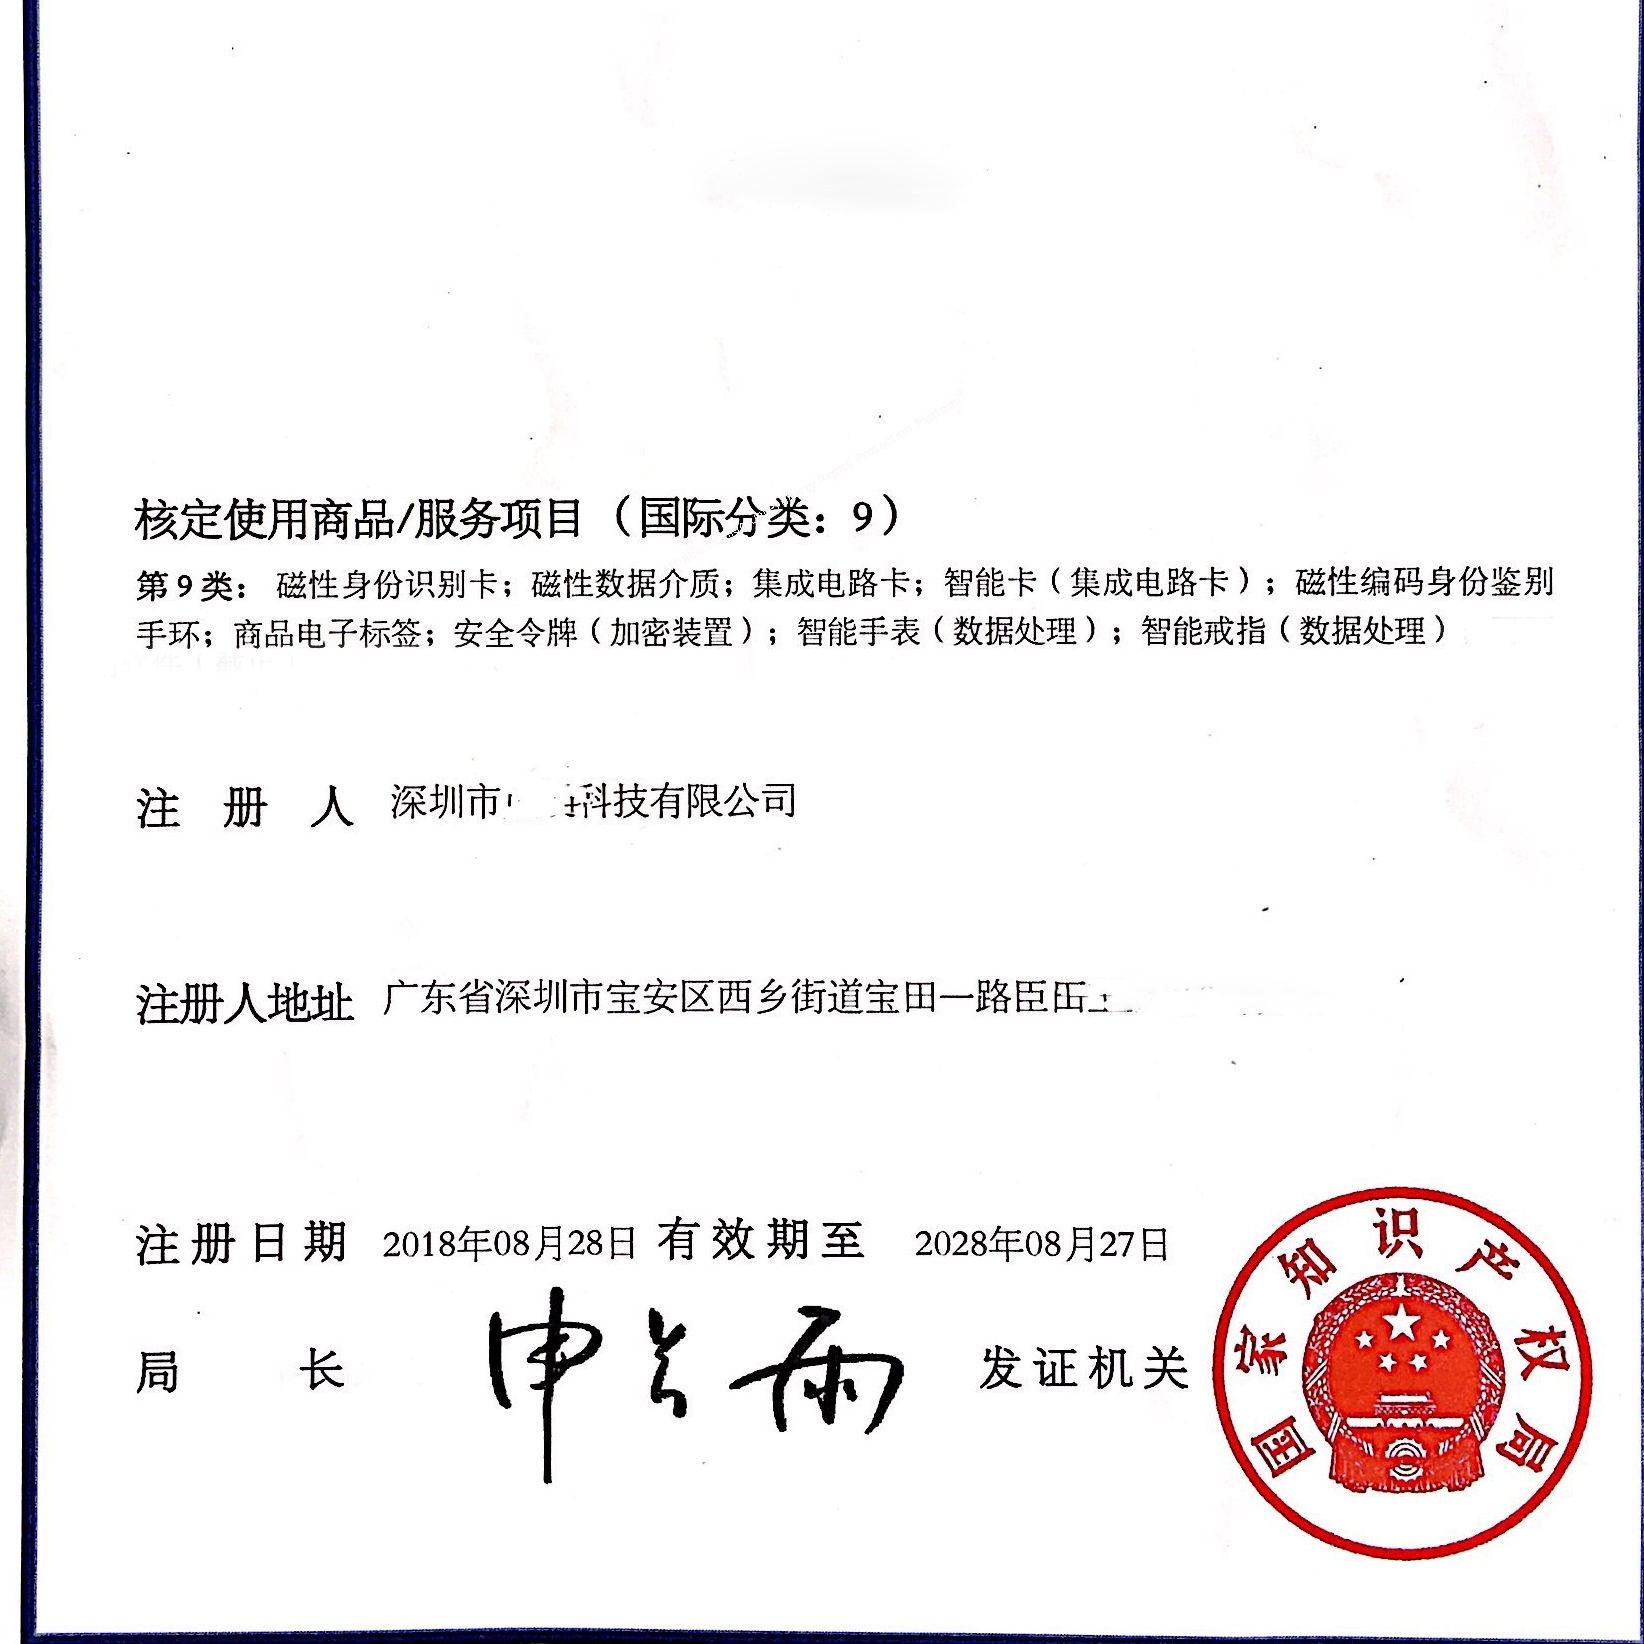 核定使用商品/服务项目（国际分类：9）
第9类：磁性身份识别卡；磁性数据介质；集成电路卡；智能卡（集成电路卡）；磁性编码身份鉴别
手环；商品电子标签；安全令牌（加密装置）；智能手表（数据处理）；智能戒指（数据处理）
注册人 深圳市 科技有限公司
注册人地址 广东省深圳市宝安区西乡街道宝田一路臣田
注册日期 2018年08月28日 有效期至 2028年08月27日
局长 申长雨 发证机关
国家知识产权局